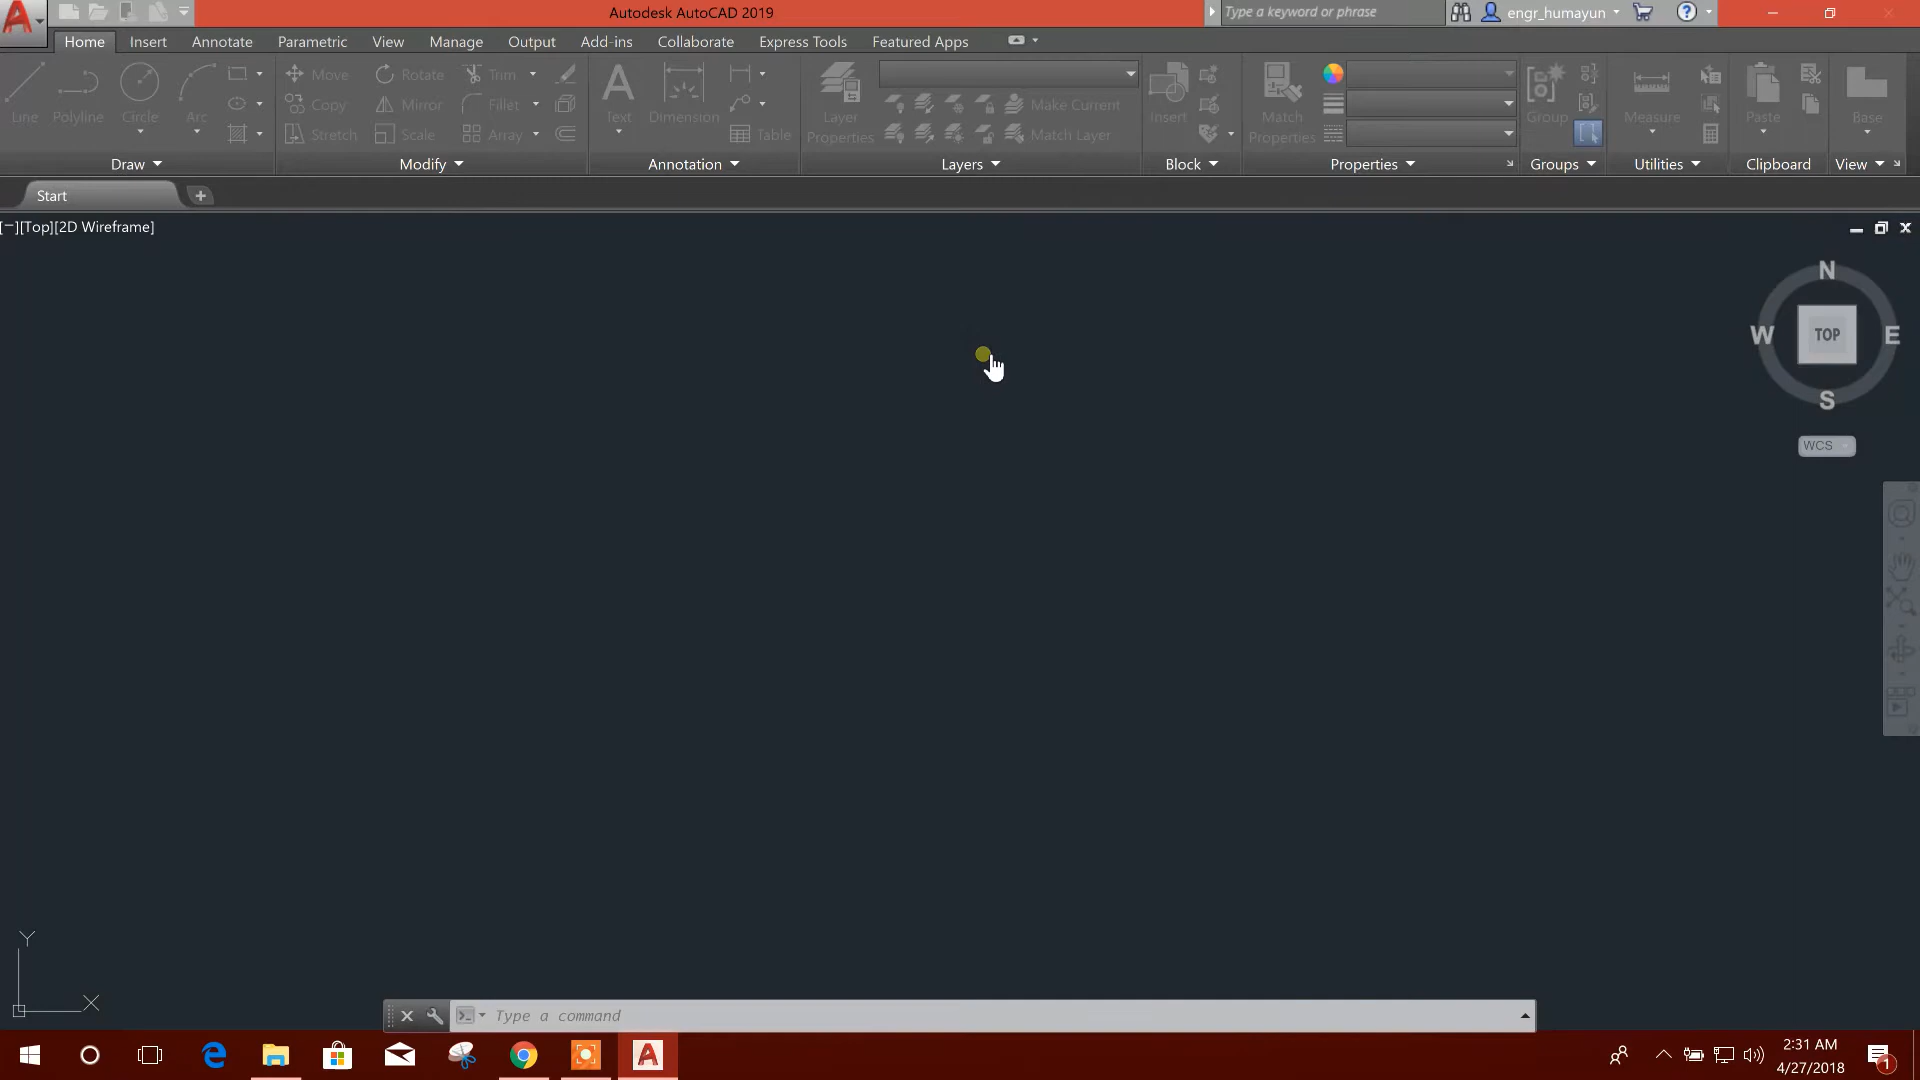 Autodesk AutoCAD 2019
Type a keyword or phrase
engr_humayun
Home Insert Annotate Parametric View Manage Output Add-ins Collaborate Express Tools Featured Apps
Line Polyline Circle Arc
Move Rotate Trim
Copy Mirror Fillet
Stretch Scale Array
Text Dimension Table
Layer Properties
Make Current
Match Layer
Insert
Match Properties
Group
Measure
Paste
Base
Draw Modify Annotation Layers Block Properties Groups Utilities Clipboard View
Start
[−][Top][2D Wireframe]
N
W TOP E
S
WCS
Y
X
Type a command
2:31 AM
4/27/2018
1